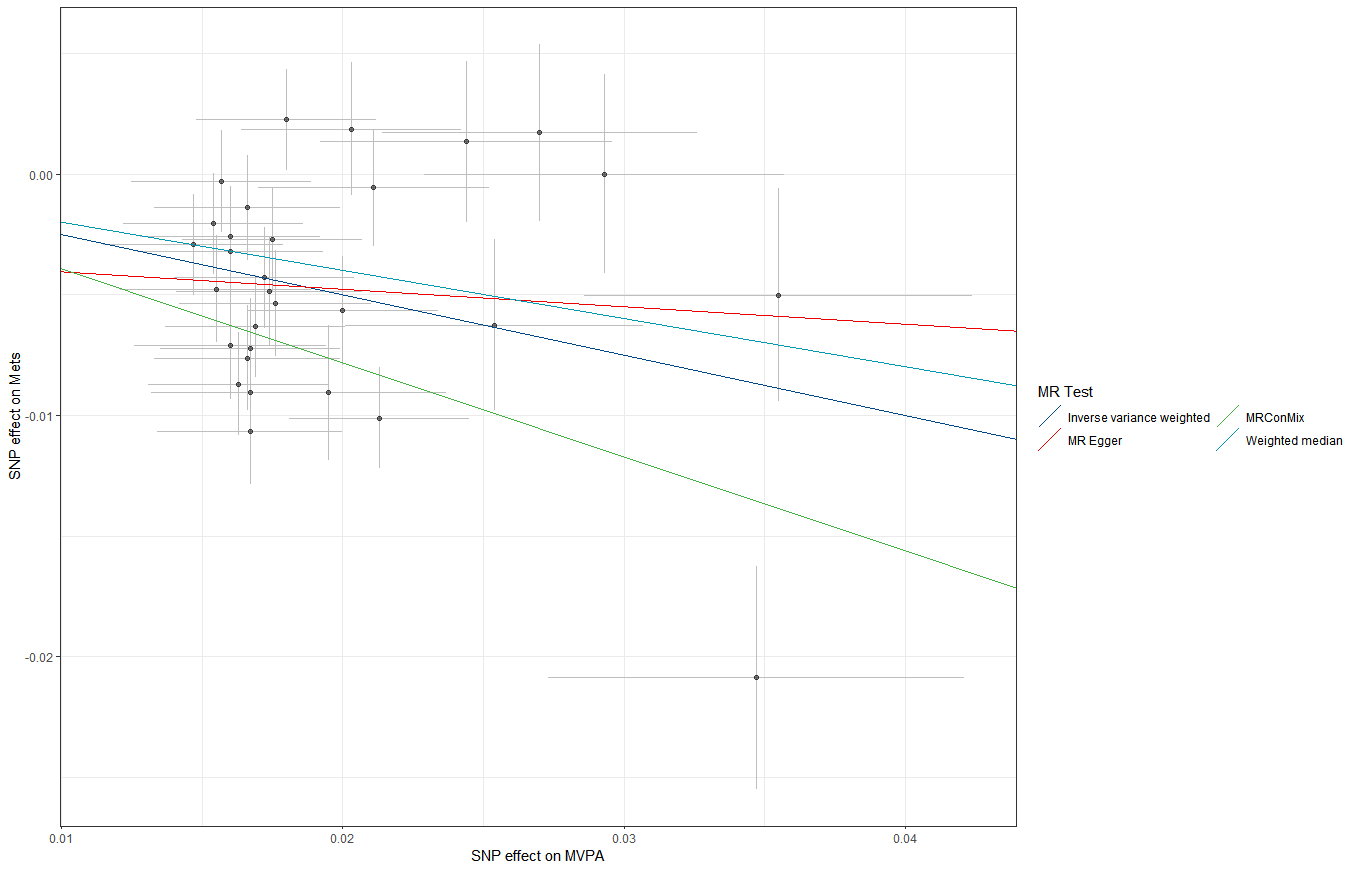 0.00
-0.01
-0.02
SNP effect on Mets
0.01 0.02 0.03 0.04
SNP effect on MVPA
MR Test
Inverse variance weighted MRConMix
MR Egger Weighted median